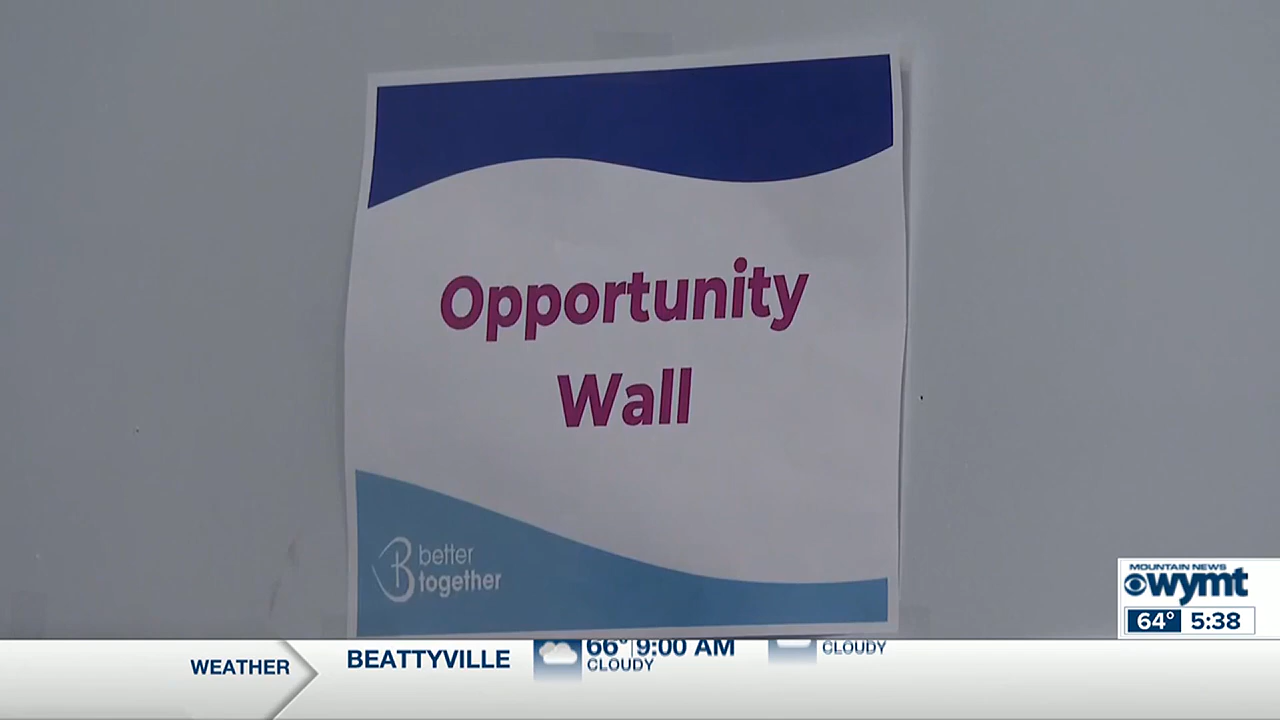 Opportunity
Wall
better
together
MOUNTAIN NEWS
wymt
64° 5:38
WEATHER
BEATTYVILLE
66° 9:00 AM
CLOUDY
CLOUDY